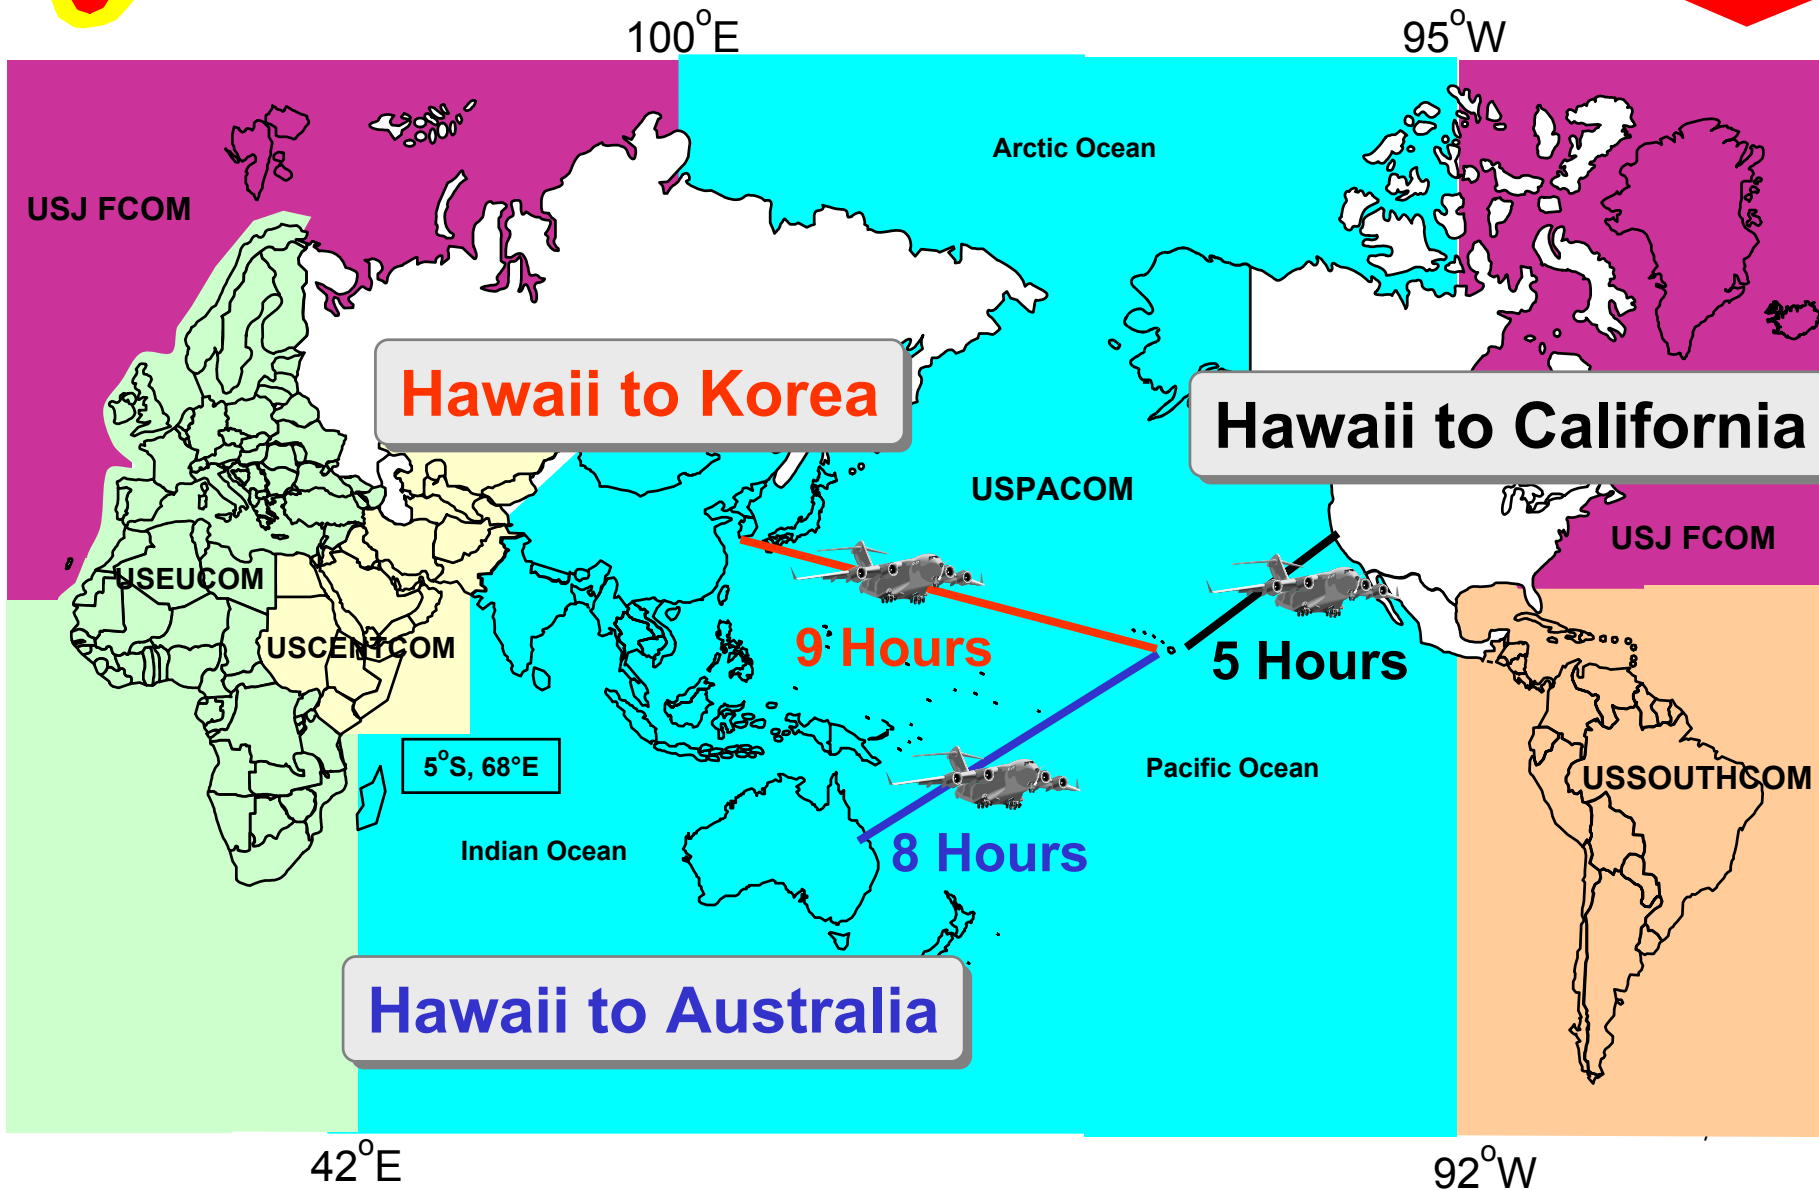 100°E
95°W
Arctic Ocean
USJ FCOM
Hawaii to Korea
Hawaii to California
USPACOM
USJ FCOM
USEUCOM
USCENTCOM
9 Hours
5 Hours
5°S, 68°E
Pacific Ocean
USSOUTHCOM
Indian Ocean
8 Hours
Hawaii to Australia
42°E
92°W